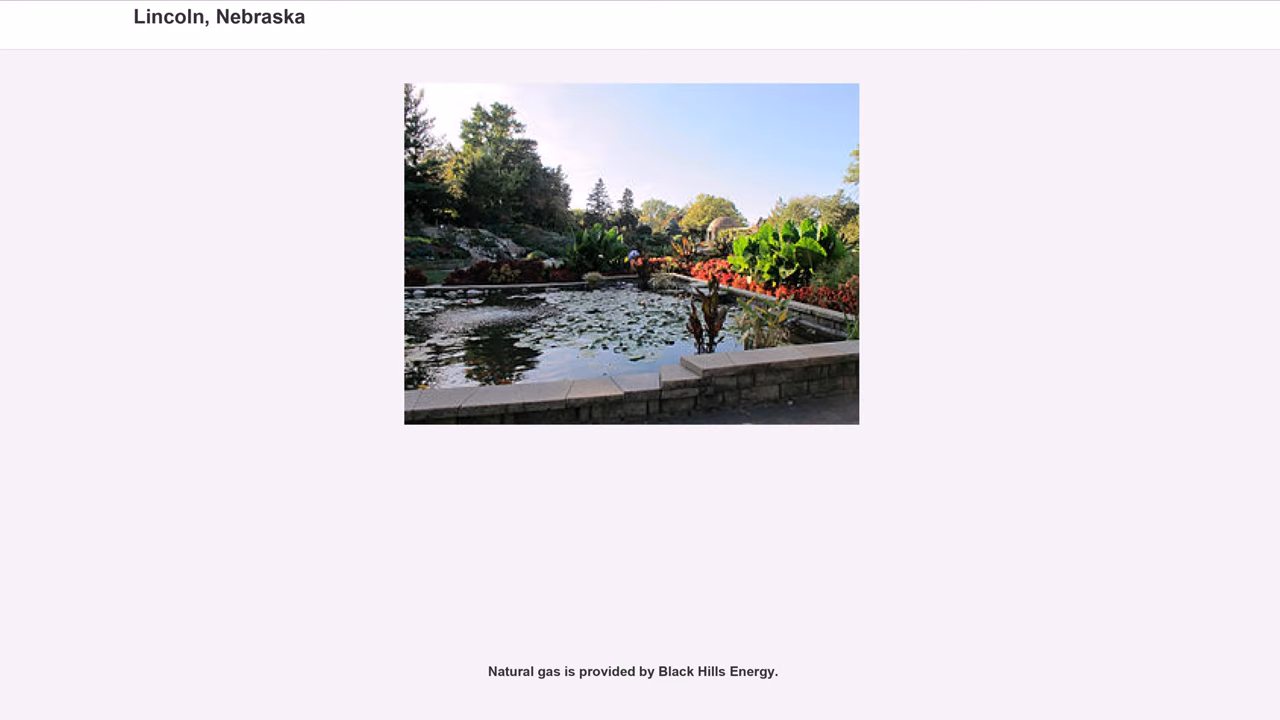 Lincoln, Nebraska
Natural gas is provided by Black Hills Energy.